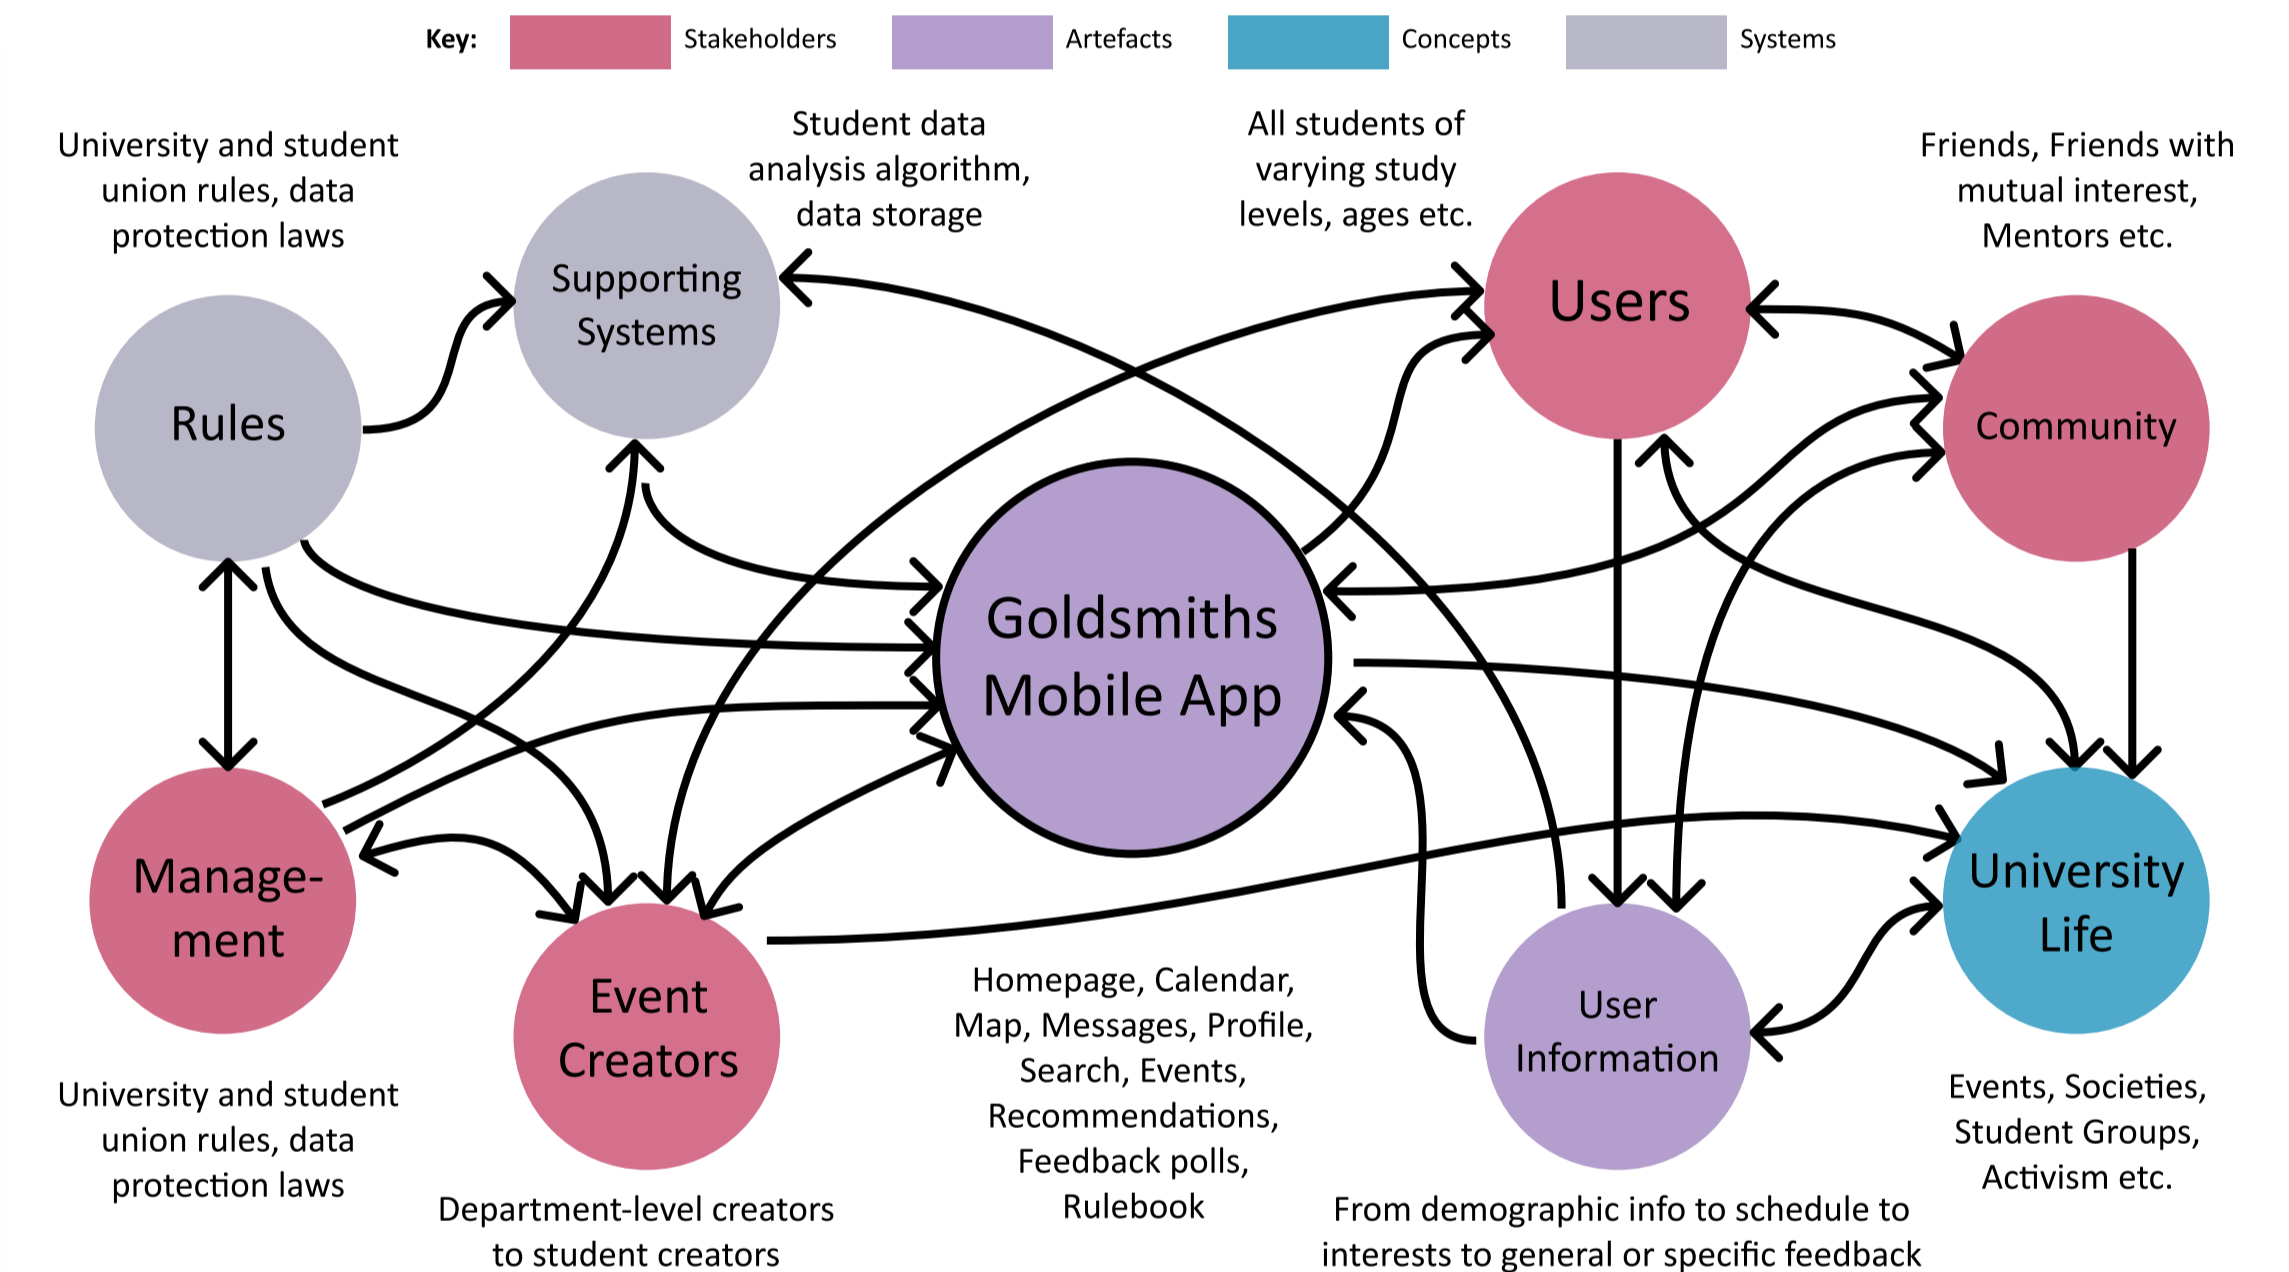 Key:
Stakeholders
Artefacts
Concepts
Systems
University and student
union rules, data
protection laws
Student data
analysis algorithm,
data storage
All students of
varying study
levels, ages etc.
Friends, Friends with
mutual interest,
Mentors etc.
Supporting
Systems
Users
Rules
Community
Goldsmiths
Mobile App
Manage-
ment
University
Life
Event
Creators
User
Information
Homepage, Calendar,
Map, Messages, Profile,
Search, Events,
Recommendations,
Feedback polls,
Rulebook
University and student
union rules, data
protection laws
Events, Societies,
Student Groups,
Activism etc.
Department-level creators
to student creators
From demographic info to schedule to
interests to general or specific feedback